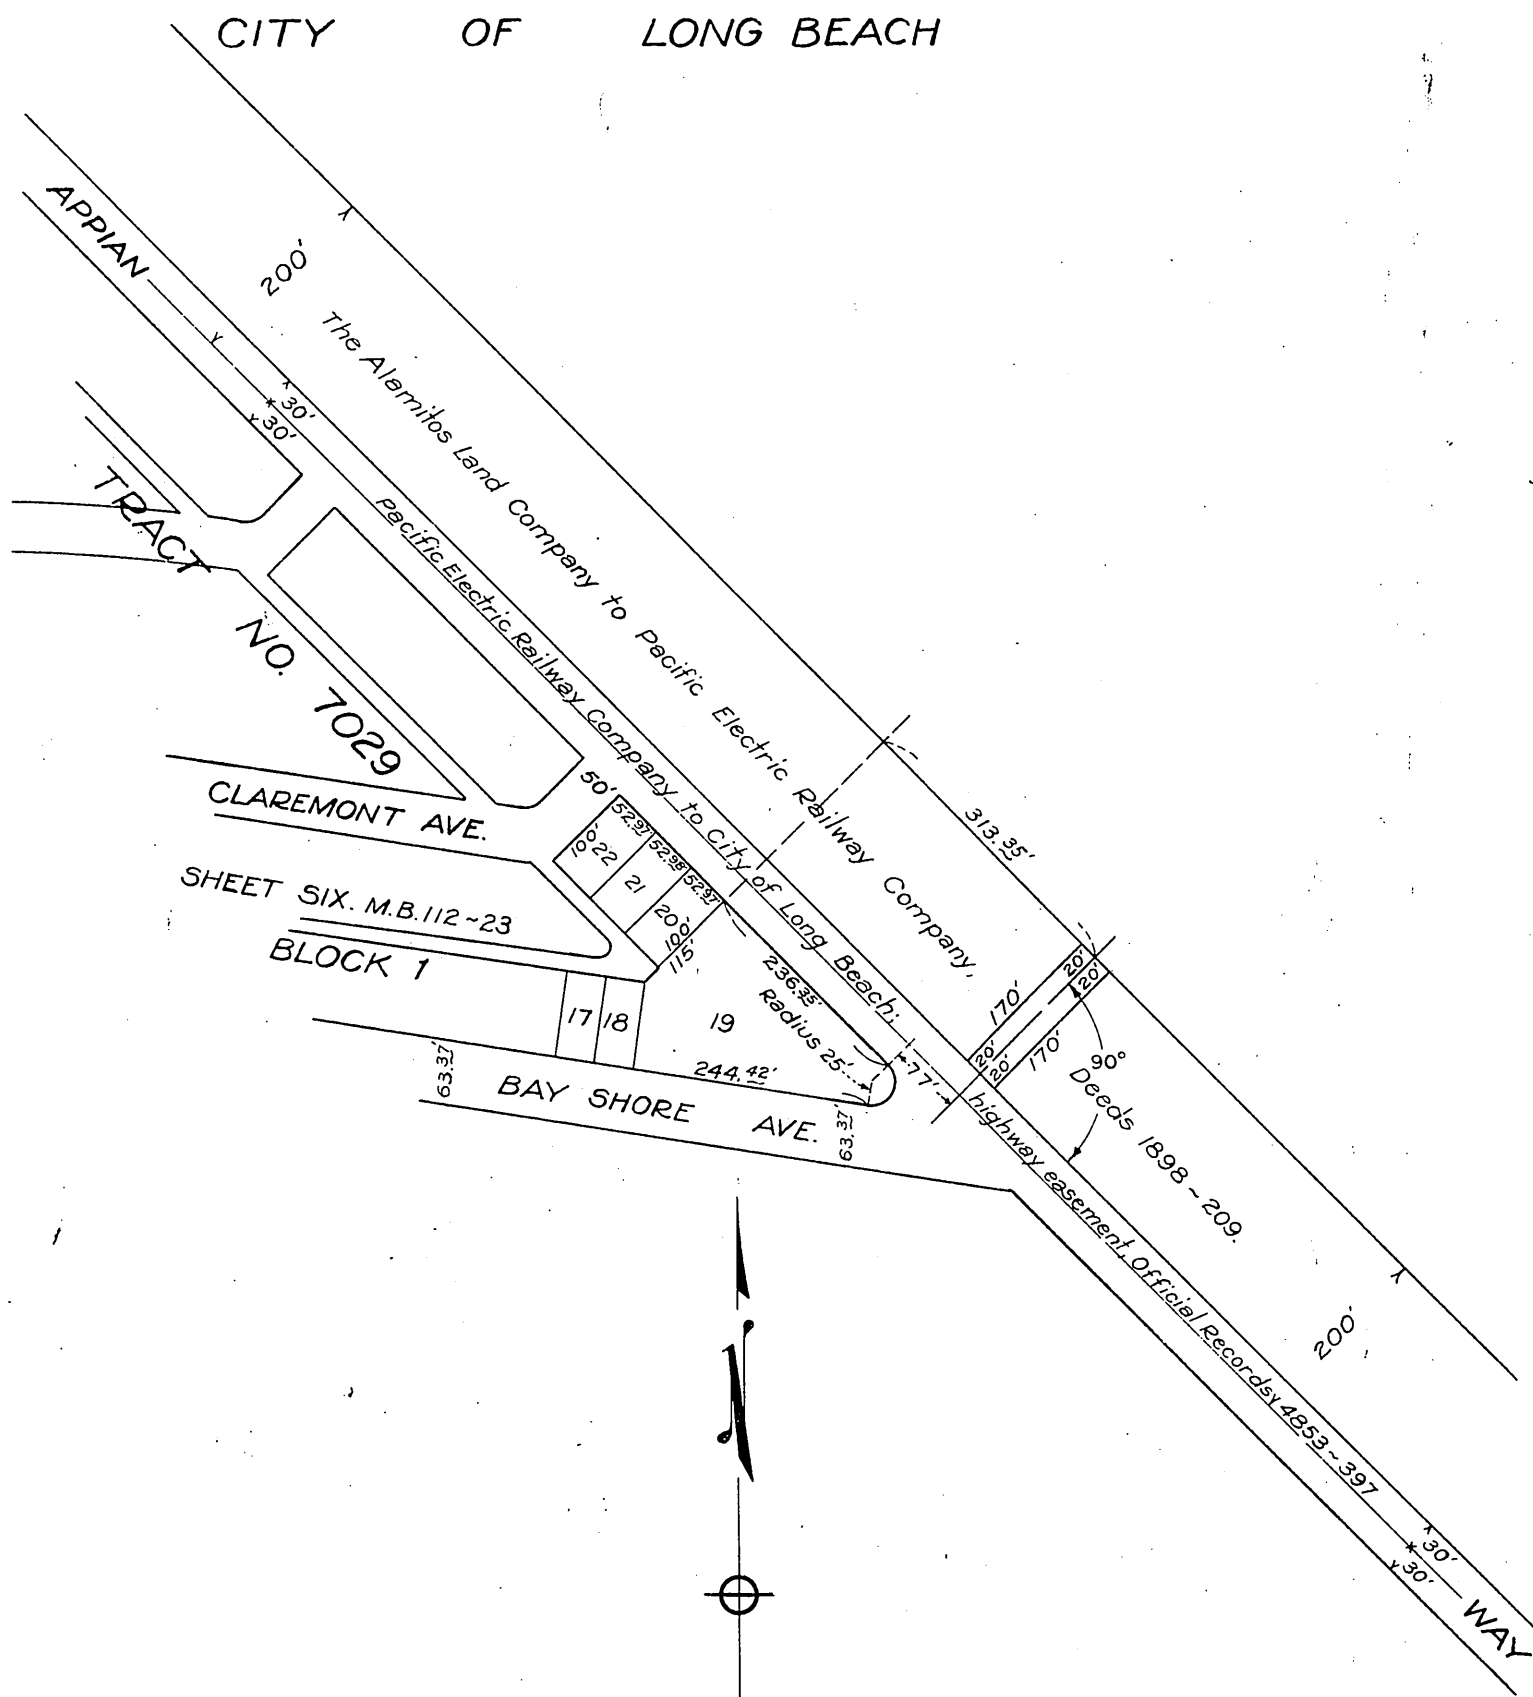 CITY OF LONG BEACH
APPIAN
200'
The Alamitos Land Company to Pacific Electric Railway Company,
30'
30'
Pacific Electric Railway Company to City of Long Beach;
TRACT
NO. 7029
CLAREMONT AVE.
50'
52.97
52.98
52.97
100'
22
21
20
100'
115'
SHEET SIX. M.B. 112~23
BLOCK 1
17
18
19
236.35'
Radius 25'
244.42'
63.37'
BAY SHORE AVE.
63.37'
77'
313.35'
20'
20'
170'
170'
20'
20'
90°
Deeds 1898~209.
highway easement, Official Records, 4853~397
200'
N
30'
30'
WAY